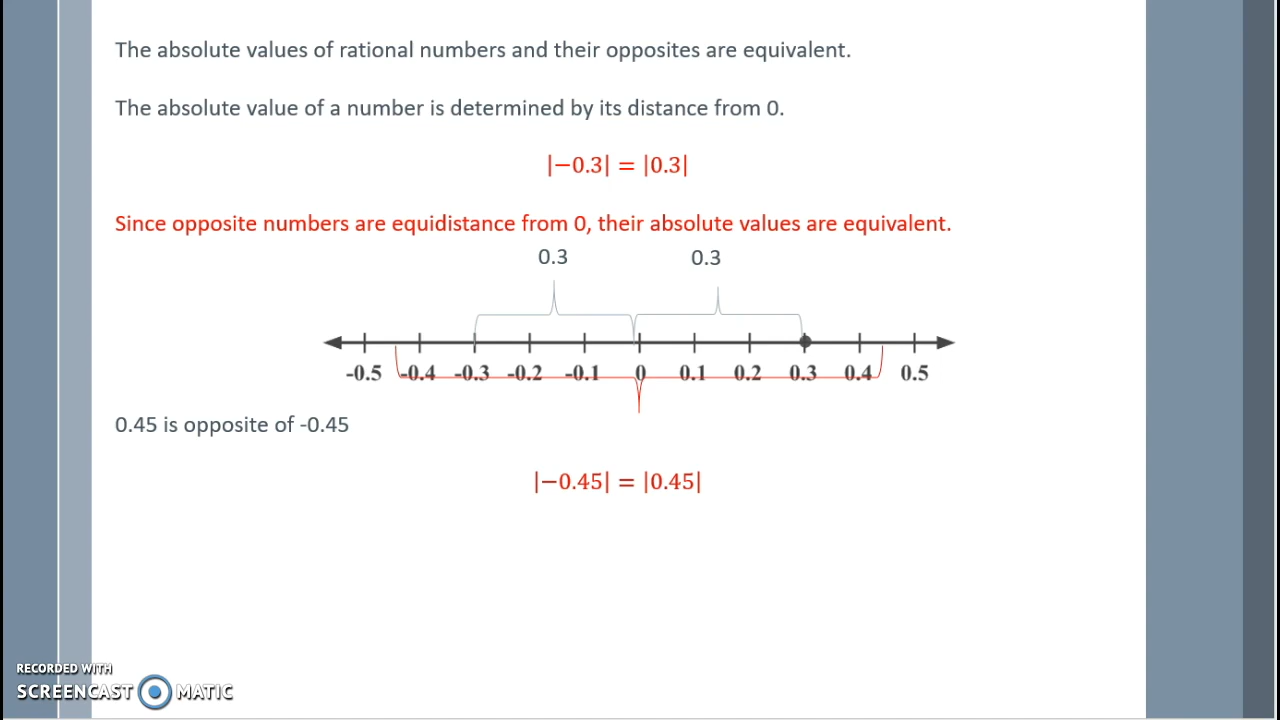 The absolute values of rational numbers and their opposites are equivalent.
The absolute value of a number is determined by its distance from 0.
|−0.3| = |0.3|
Since opposite numbers are equidistance from 0, their absolute values are equivalent.
0.3 0.3
-0.5 -0.4 -0.3 -0.2 -0.1 0 0.1 0.2 0.3 0.4 0.5
0.45 is opposite of -0.45
|−0.45| = |0.45|
RECORDED WITH
SCREENCAST MATIC